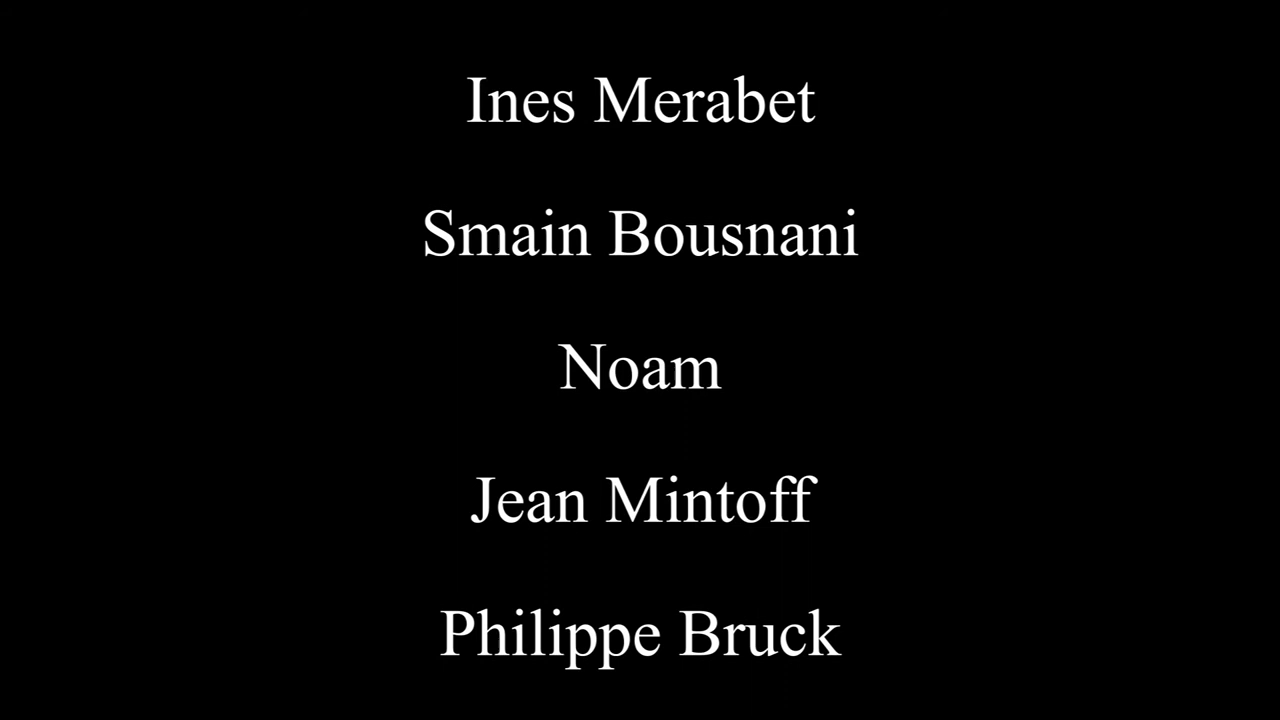 Ines Merabet
Smain Bousnani
Noam
Jean Mintoff
Philippe Bruck